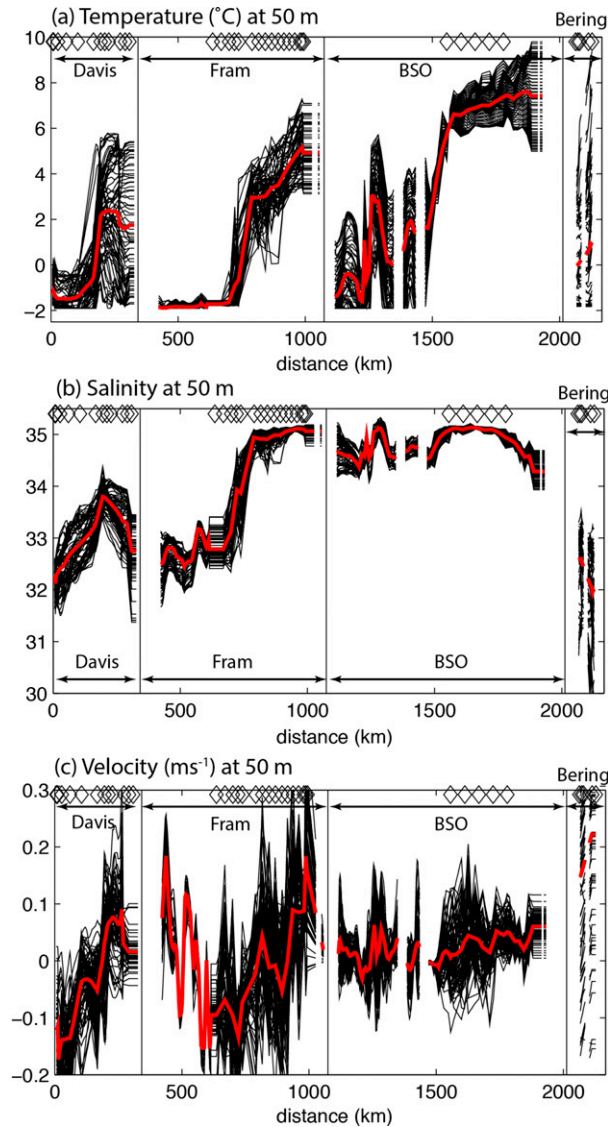 (a) Temperature (˚C) at 50 m
Bering
Davis
Fram
BSO
10
8
6
4
2
0
−2
0
500
1000
1500
2000
distance (km)
(b) Salinity at 50 m
Bering
35
34
33
32
31
30
Davis
Fram
BSO
0
500
1000
1500
2000
distance (km)
(c) Velocity (ms⁻¹) at 50 m
Bering
Davis
Fram
BSO
0.3
0.2
0.1
0
−0.1
−0.2
0
500
1000
1500
2000
distance (km)